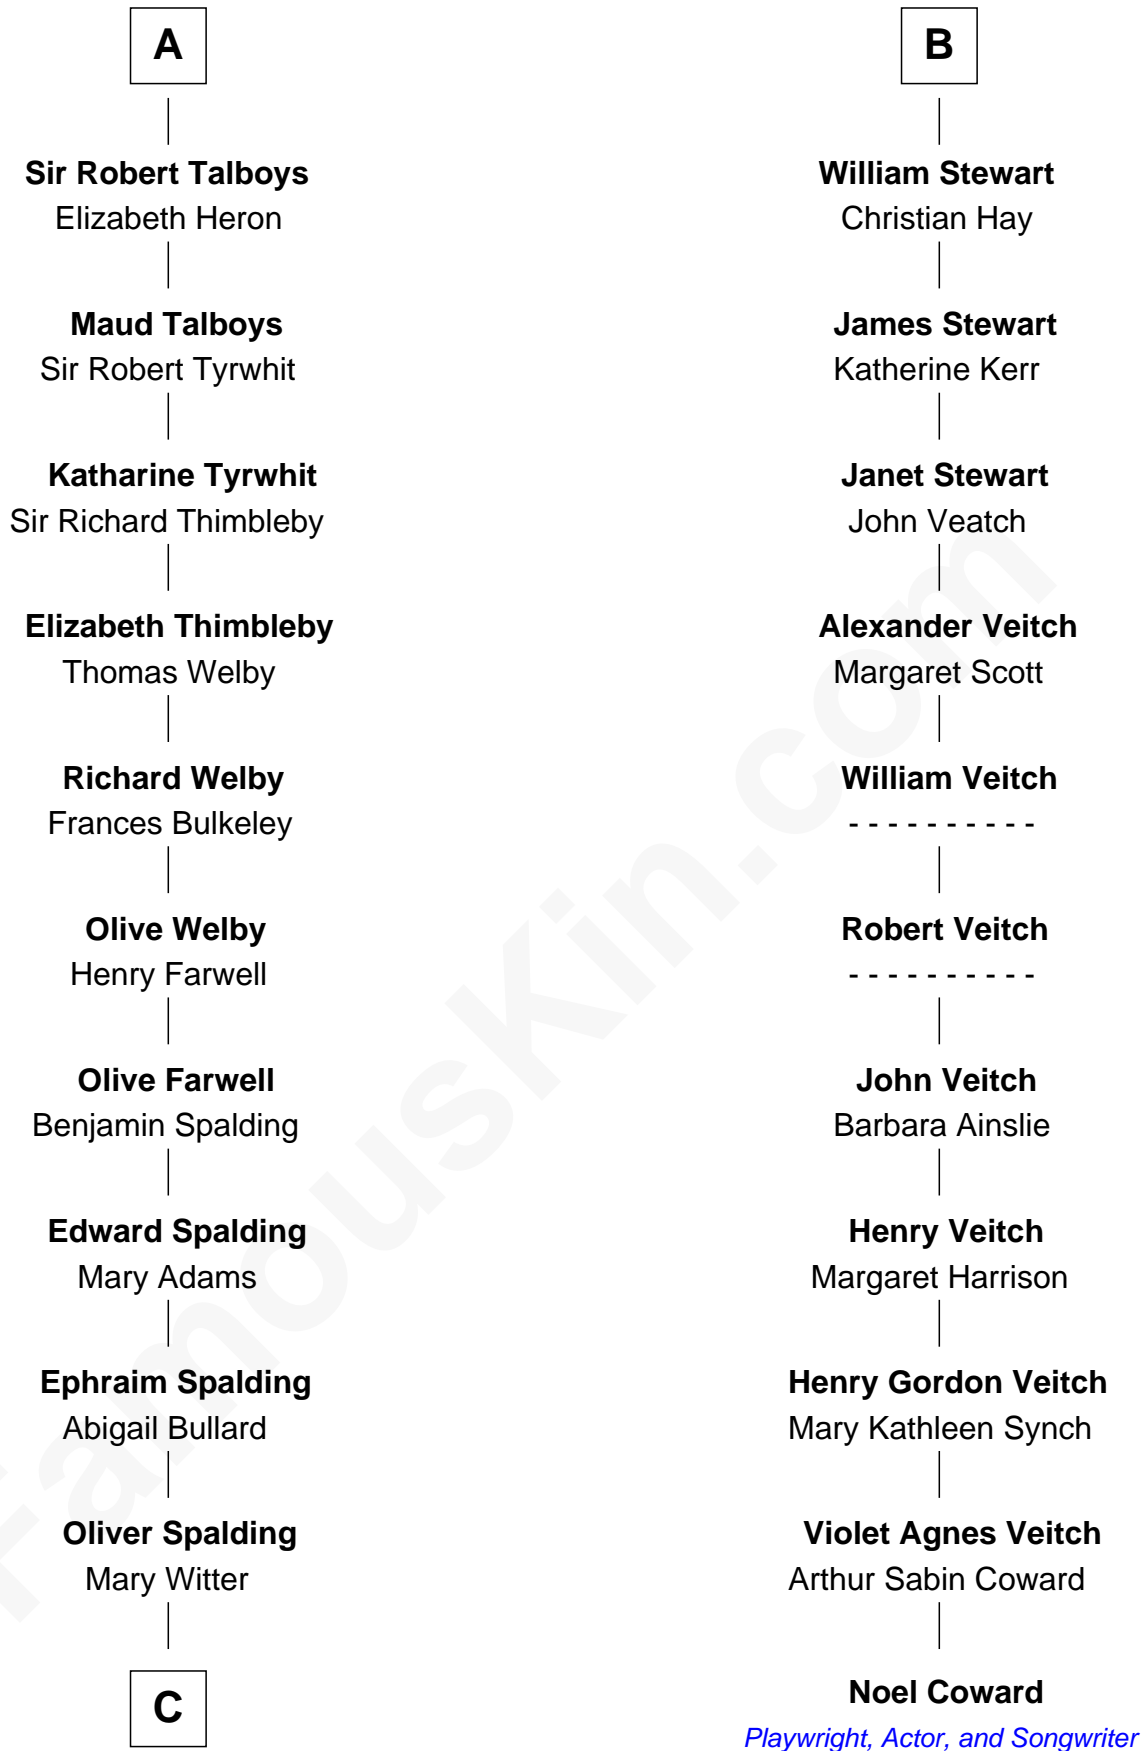 A
Sir Robert Talboys
Elizabeth Heron
Maud Talboys
Sir Robert Tyrwhit
Katharine Tyrwhit
Sir Richard Thimbleby
Elizabeth Thimbleby
Thomas Welby
Richard Welby
Frances Bulkeley
Olive Welby
Henry Farwell
Olive Farwell
Benjamin Spalding
Edward Spalding
Mary Adams
Ephraim Spalding
Abigail Bullard
Oliver Spalding
Mary Witter
C
B
William Stewart
Christian Hay
James Stewart
Katherine Kerr
Janet Stewart
John Veatch
Alexander Veitch
Margaret Scott
William Veitch
- - - - - - - - - -
Robert Veitch
- - - - - - - - - -
John Veitch
Barbara Ainslie
Henry Veitch
Margaret Harrison
Henry Gordon Veitch
Mary Kathleen Synch
Violet Agnes Veitch
Arthur Sabin Coward
Noel Coward
Playwright, Actor, and Songwriter
FamousKin.com